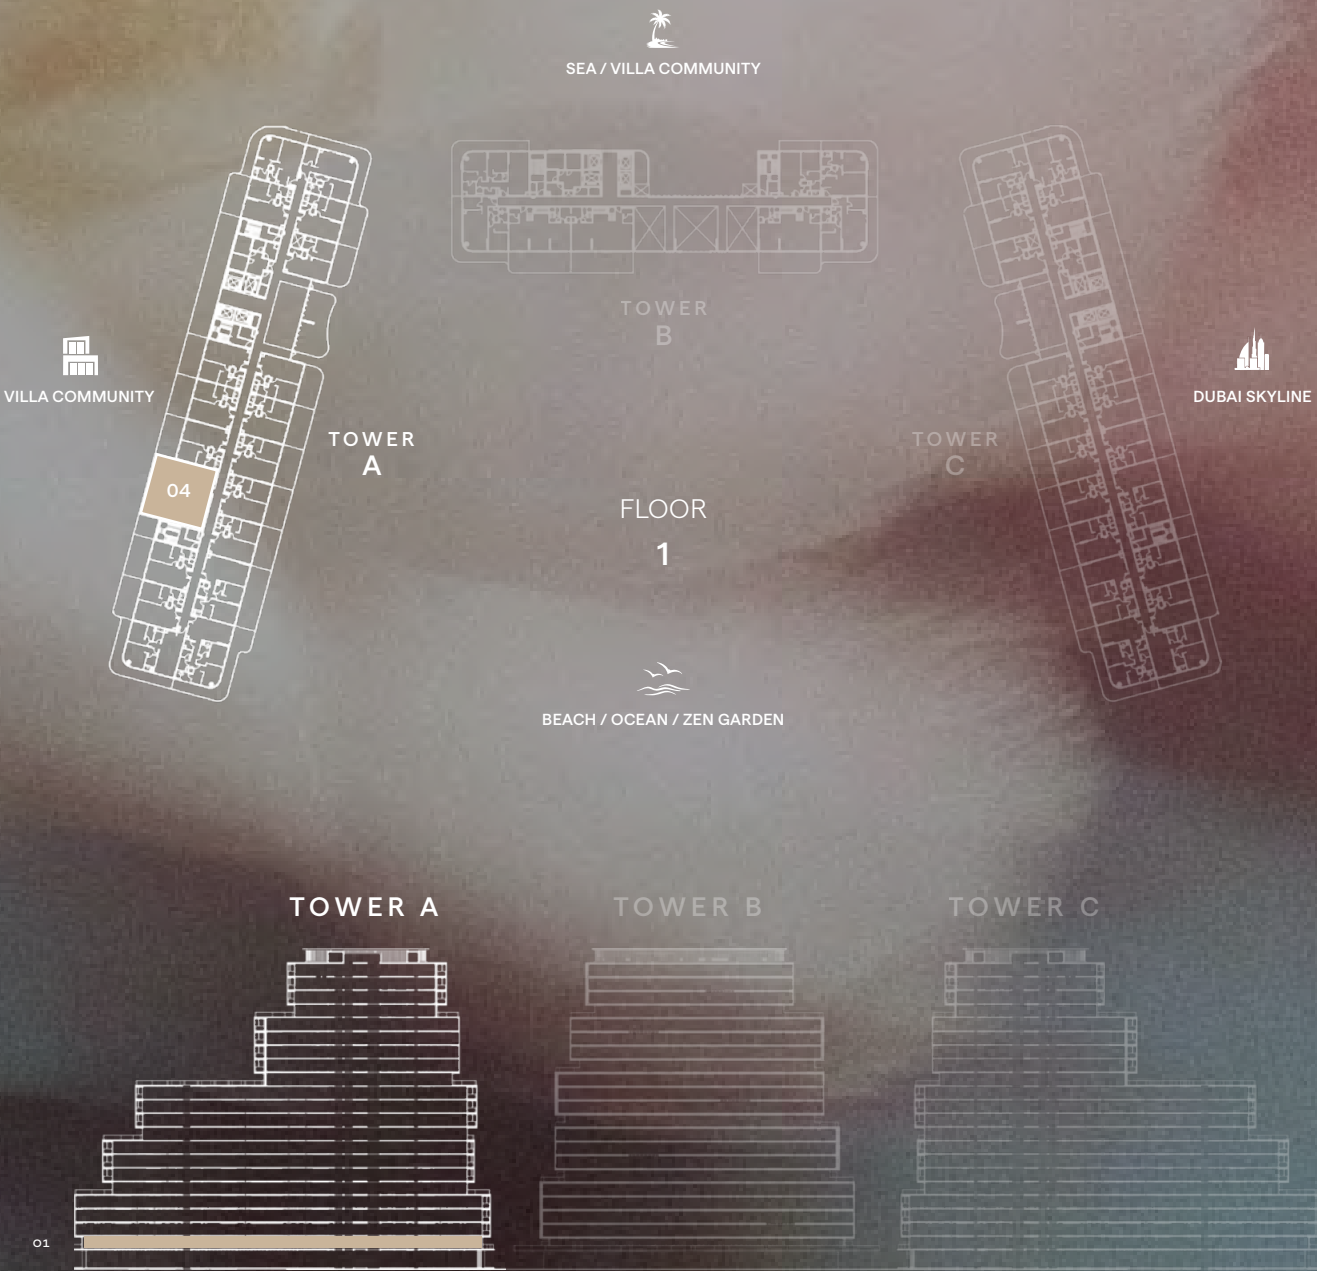 SEA / VILLA COMMUNITY
TOWER
B
VILLA COMMUNITY
DUBAI SKYLINE
TOWER
A
TOWER
C
04
FLOOR
1
BEACH / OCEAN / ZEN GARDEN
TOWER A
TOWER B
TOWER C
01